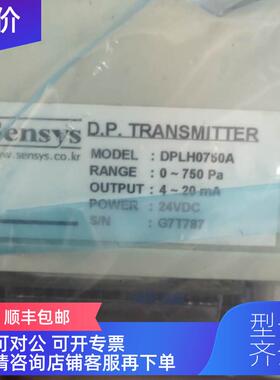 价
Sensys
www.sensys.co.kr
D.P. TRANSMITTER
MODEL : DPLH0750A
RANGE : 0 ~ 750 Pa
OUTPUT : 4 ~ 20 mA
POWER : 24VDC
S/N : G7T787
顺丰包邮
可对公 可开专票
请咨询店铺客服再下单
型
齐